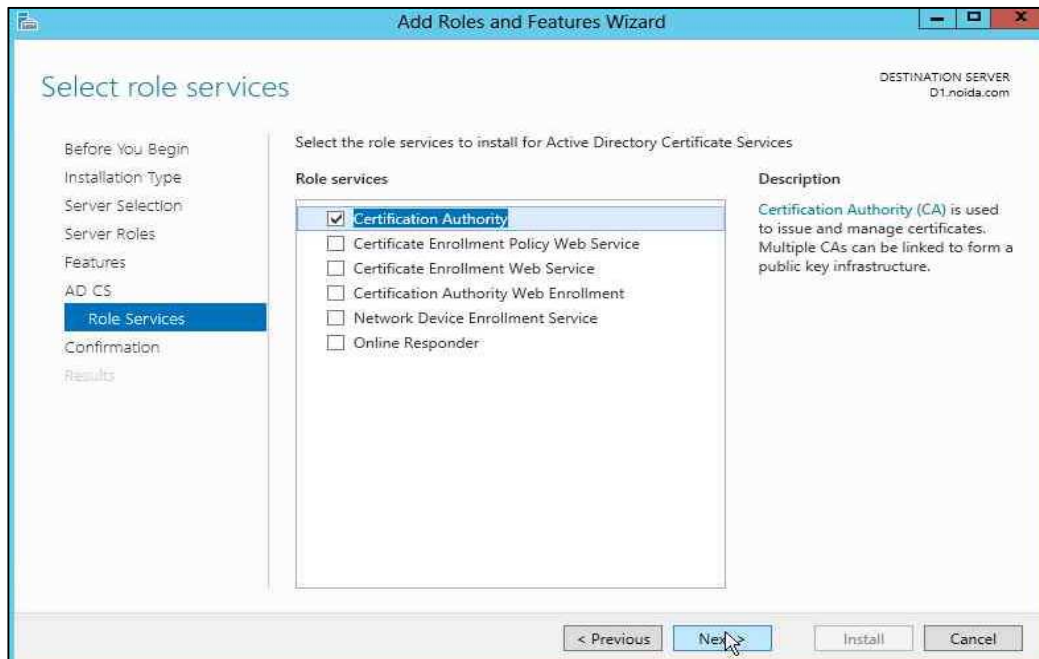 Add Roles and Features Wizard
Select role services
DESTINATION SERVER
D1.noida.com
Before You Begin
Installation Type
Server Selection
Server Roles
Features
AD CS
Role Services
Confirmation
Results
Select the role services to install for Active Directory Certificate Services
Role services
Certification Authority
Certificate Enrollment Policy Web Service
Certificate Enrollment Web Service
Certification Authority Web Enrollment
Network Device Enrollment Service
Online Responder
Description
Certification Authority (CA) is used
to issue and manage certificates.
Multiple CAs can be linked to form a
public key infrastructure.
< Previous
Next >
Install
Cancel